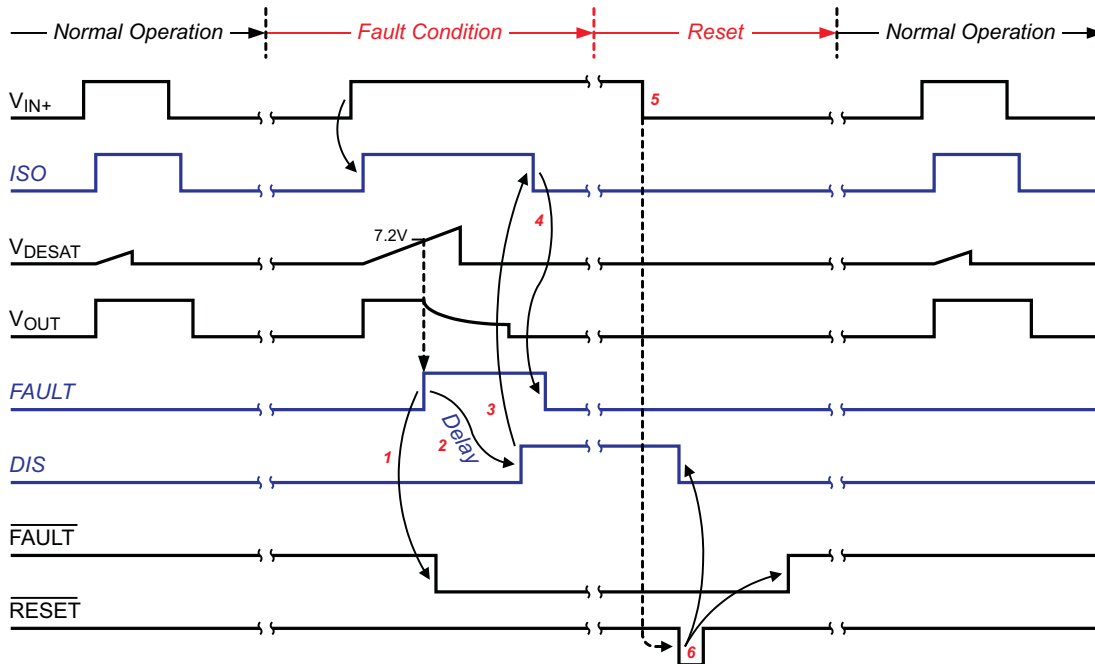 Normal Operation Fault Condition Reset Normal Operation
VIN+ 5
ISO
4
VDESAT 7.2V
VOUT
FAULT
3
2 Delay
1
DIS
FAULT
RESET
6